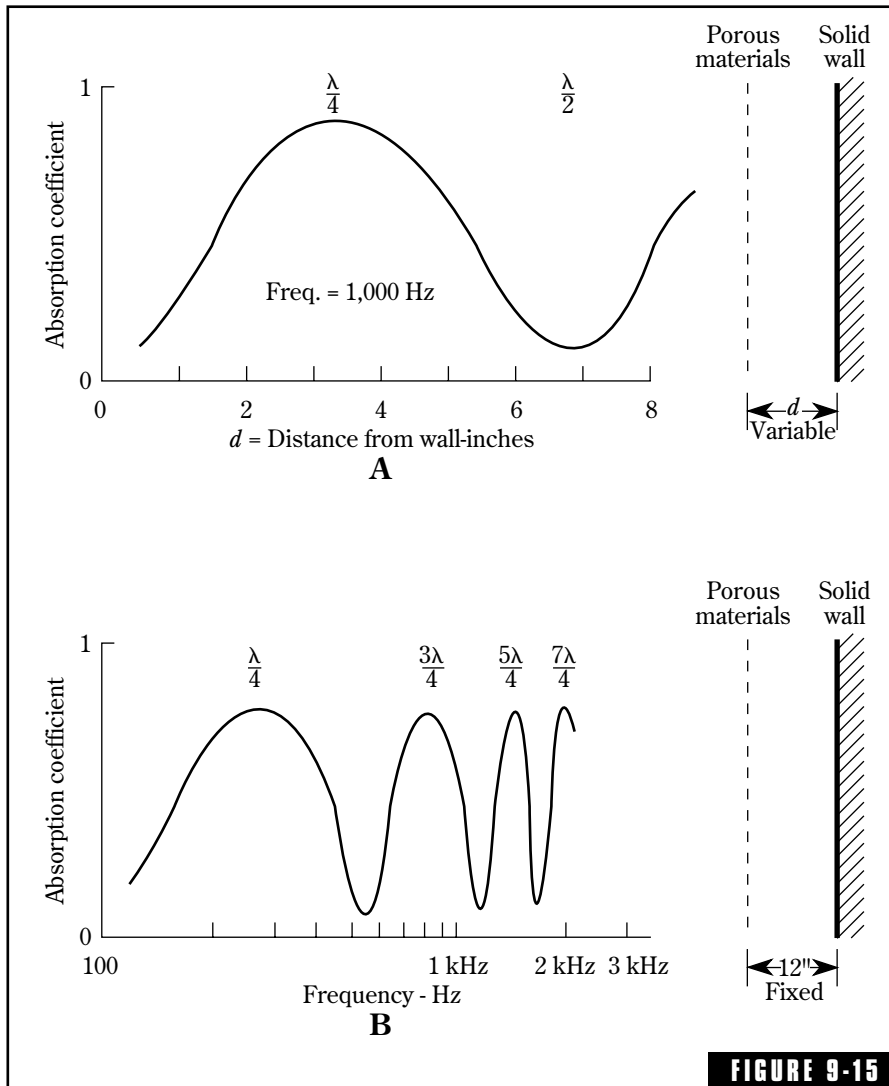 Porous materials
Solid wall
1
λ/4
λ/2
Absorption coefficient
Freq. = 1,000 Hz
0
0 2 4 6 8
d = Distance from wall-inches
d
Variable
A
Porous materials
Solid wall
1
λ/4
3λ/4
5λ/4
7λ/4
Absorption coefficient
0
100 1 kHz 2 kHz 3 kHz
Frequency - Hz
12"
Fixed
B
FIGURE 9-15